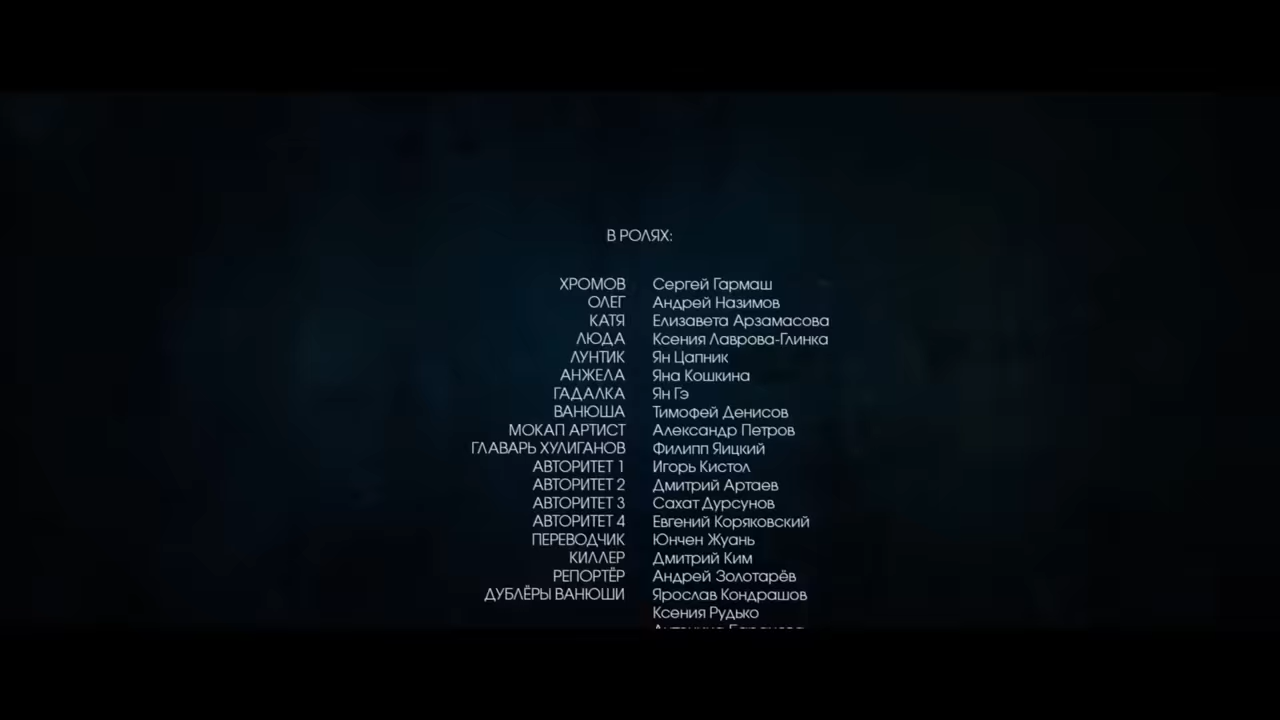 В РОЛЯХ:
ХРОМОВ Сергей Гармаш
ОЛЕГ Андрей Назимов
КАТЯ Елизавета Арзамасова
ЛЮДА Ксения Лаврова-Глинка
ЛУНТИК Ян Цапник
АНЖЕЛА Яна Кошкина
ГАДАЛКА Ян Гэ
ВАНЮША Тимофей Денисов
МОКАП АРТИСТ Александр Петров
ГЛАВАРЬ ХУЛИГАНОВ Филипп Яицкий
АВТОРИТЕТ 1 Игорь Кистол
АВТОРИТЕТ 2 Дмитрий Артаев
АВТОРИТЕТ 3 Сахат Дурсунов
АВТОРИТЕТ 4 Евгений Коряковский
ПЕРЕВОДЧИК Юнчен Жуань
КИЛЛЕР Дмитрий Ким
РЕПОРТЁР Андрей Золотарёв
ДУБЛЁРЫ ВАНЮШИ Ярослав Кондрашов
Ксения Рудько